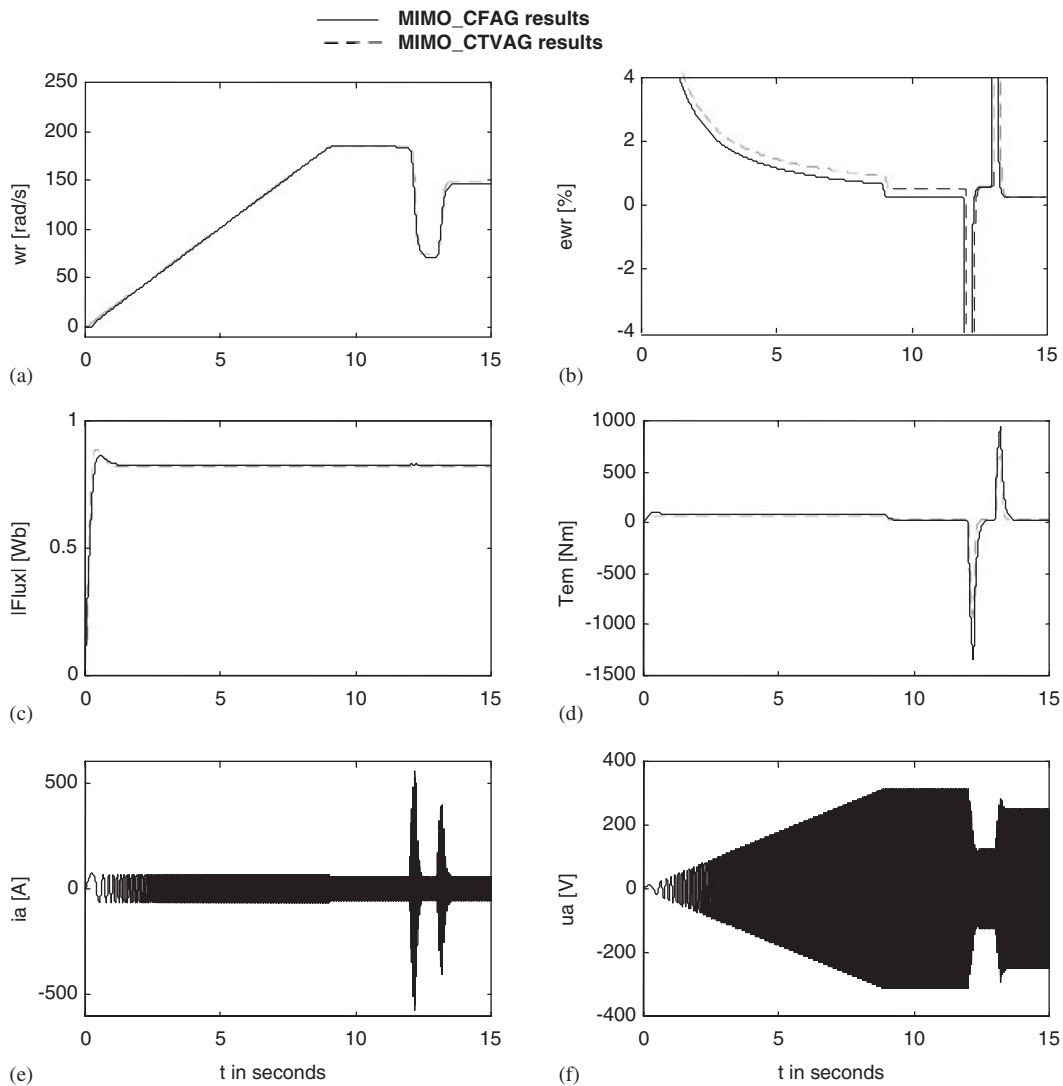 MIMO_CFAG results
MIMO_CTVAG results
250
200
150
100
50
0
wr [rad/s]
0 5 10 15
(a)
4
2
0
-2
-4
ewr [%]
0 5 10 15
(b)
1
0.5
0
|Flux| [Wb]
0 5 10 15
(c)
1000
500
0
-500
-1000
-1500
Tem [Nm]
0 5 10 15
(d)
500
0
-500
ia [A]
0 5 10 15
(e)
t in seconds
400
200
0
-200
-400
ua [V]
0 5 10 15
(f)
t in seconds